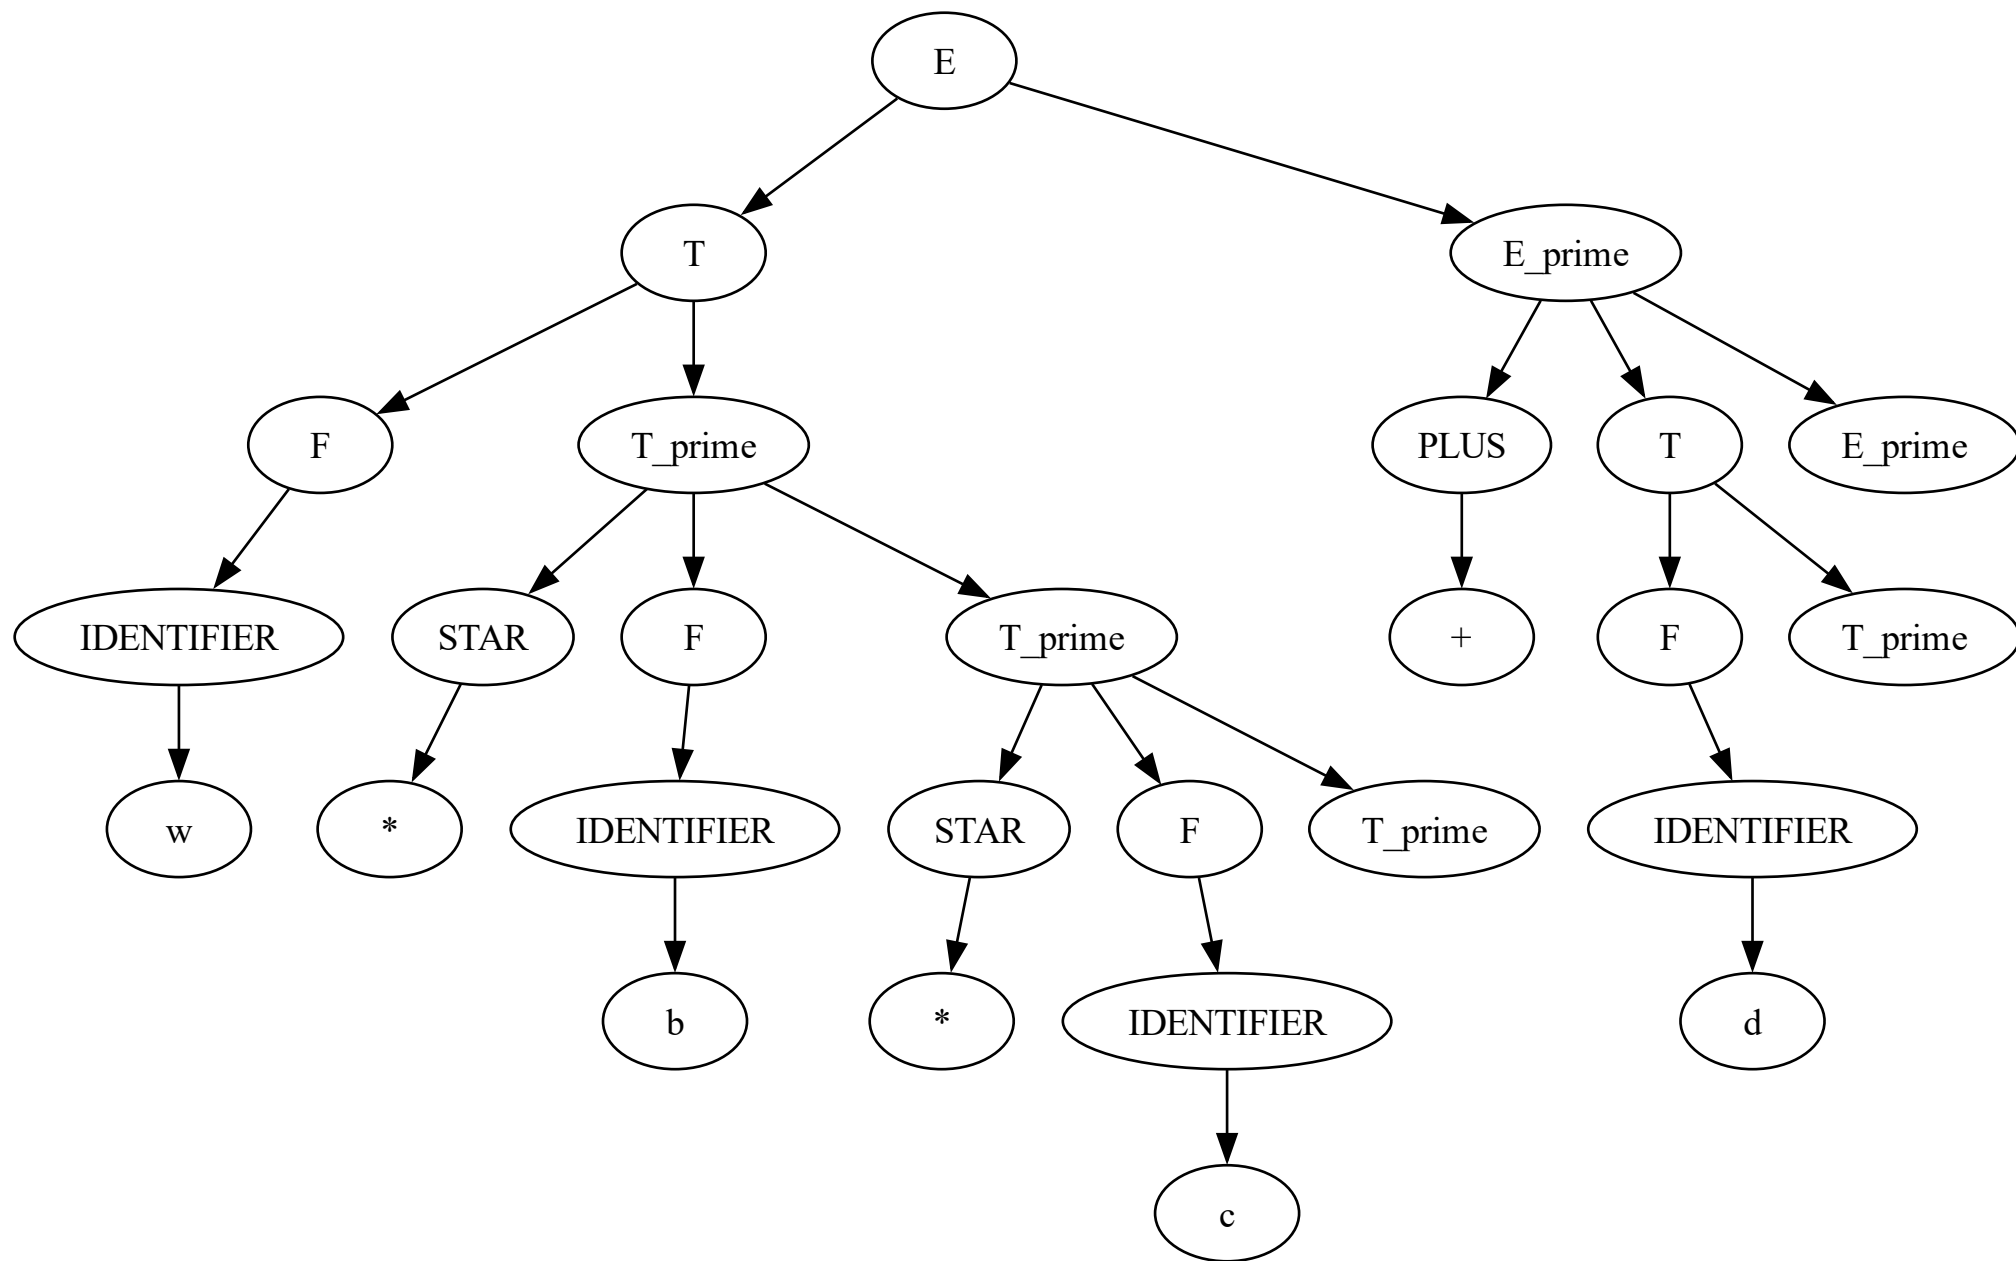 E
T E_prime
F T_prime PLUS T E_prime
IDENTIFIER STAR F T_prime + F T_prime
w * IDENTIFIER STAR F T_prime IDENTIFIER
b * IDENTIFIER d
c